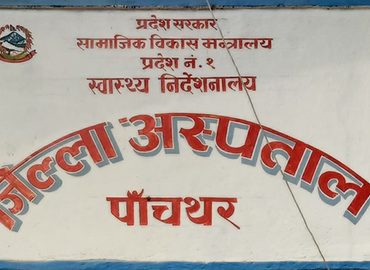 प्रदेश सरकार
सामाजिक विकास मन्त्रालय
प्रदेश नं. १
स्वास्थ्य निर्देशनालय
जिल्ला अस्पताल
पाँचथर